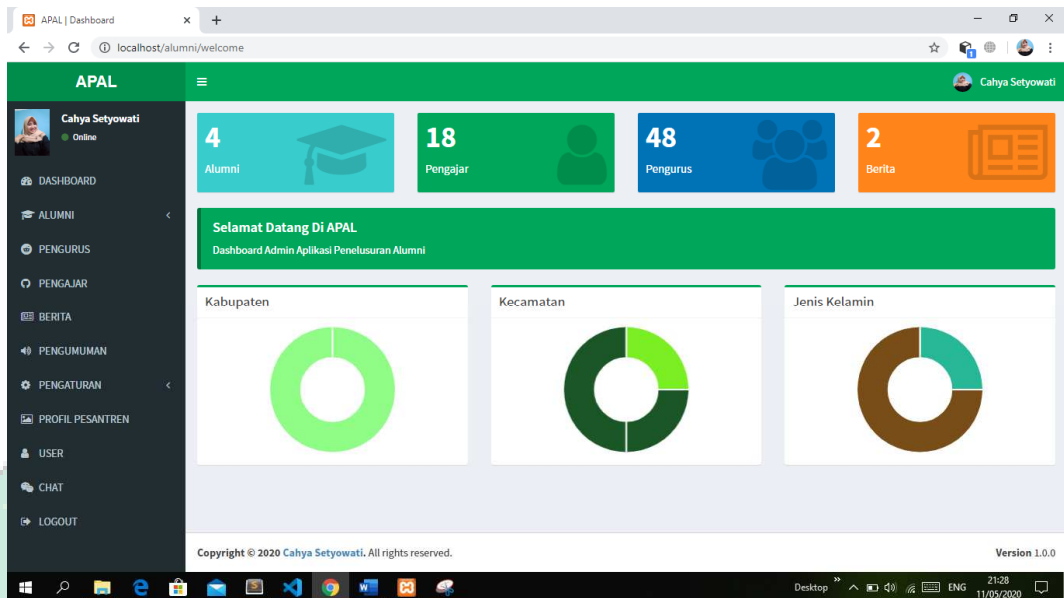 APAL | Dashboard
localhost/alumni/welcome
APAL
Cahya Setyowati
Cahya Setyowati
Online
4
Alumni
18
Pengajar
48
Pengurus
2
Berita
DASHBOARD
ALUMNI
PENGURUS
PENGAJAR
BERITA
PENGUMUMAN
PENGATURAN
PROFIL PESANTREN
USER
CHAT
LOGOUT
Selamat Datang Di APAL
Dashboard Admin Aplikasi Penelusuran Alumni
Kabupaten
Kecamatan
Jenis Kelamin
Copyright © 2020 Cahya Setyowati. All rights reserved.
Version 1.0.0
Desktop
ENG
21:28
11/05/2020